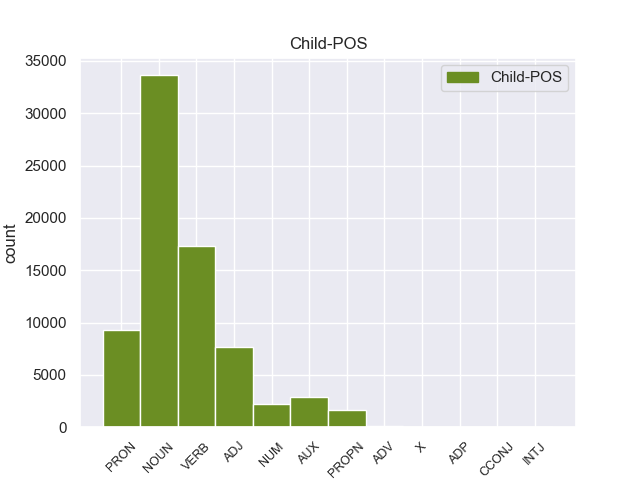 Child-POS
Child-POS
35000
30000
25000
20000
15000
10000
5000
0
count
PRON NOUN VERB ADJ NUM AUX PROPN ADV X ADP CCONJ INTJ